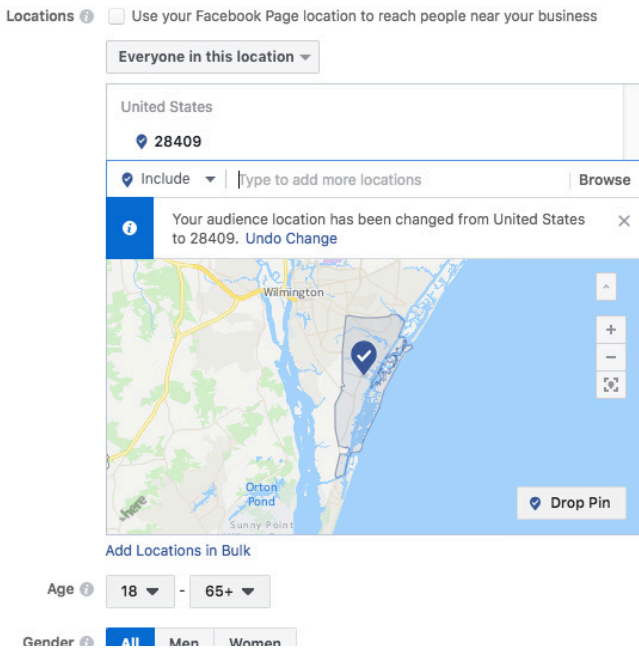 Locations Use your Facebook Page location to reach people near your business
Everyone in this location
United States
28409
Include Type to add more locations Browse
Your audience location has been changed from United States
to 28409. Undo Change
Wilmington
Orton
Pond
here
Sunny Point
Drop Pin
Add Locations in Bulk
Age 18 - 65+
Gender All Men Women